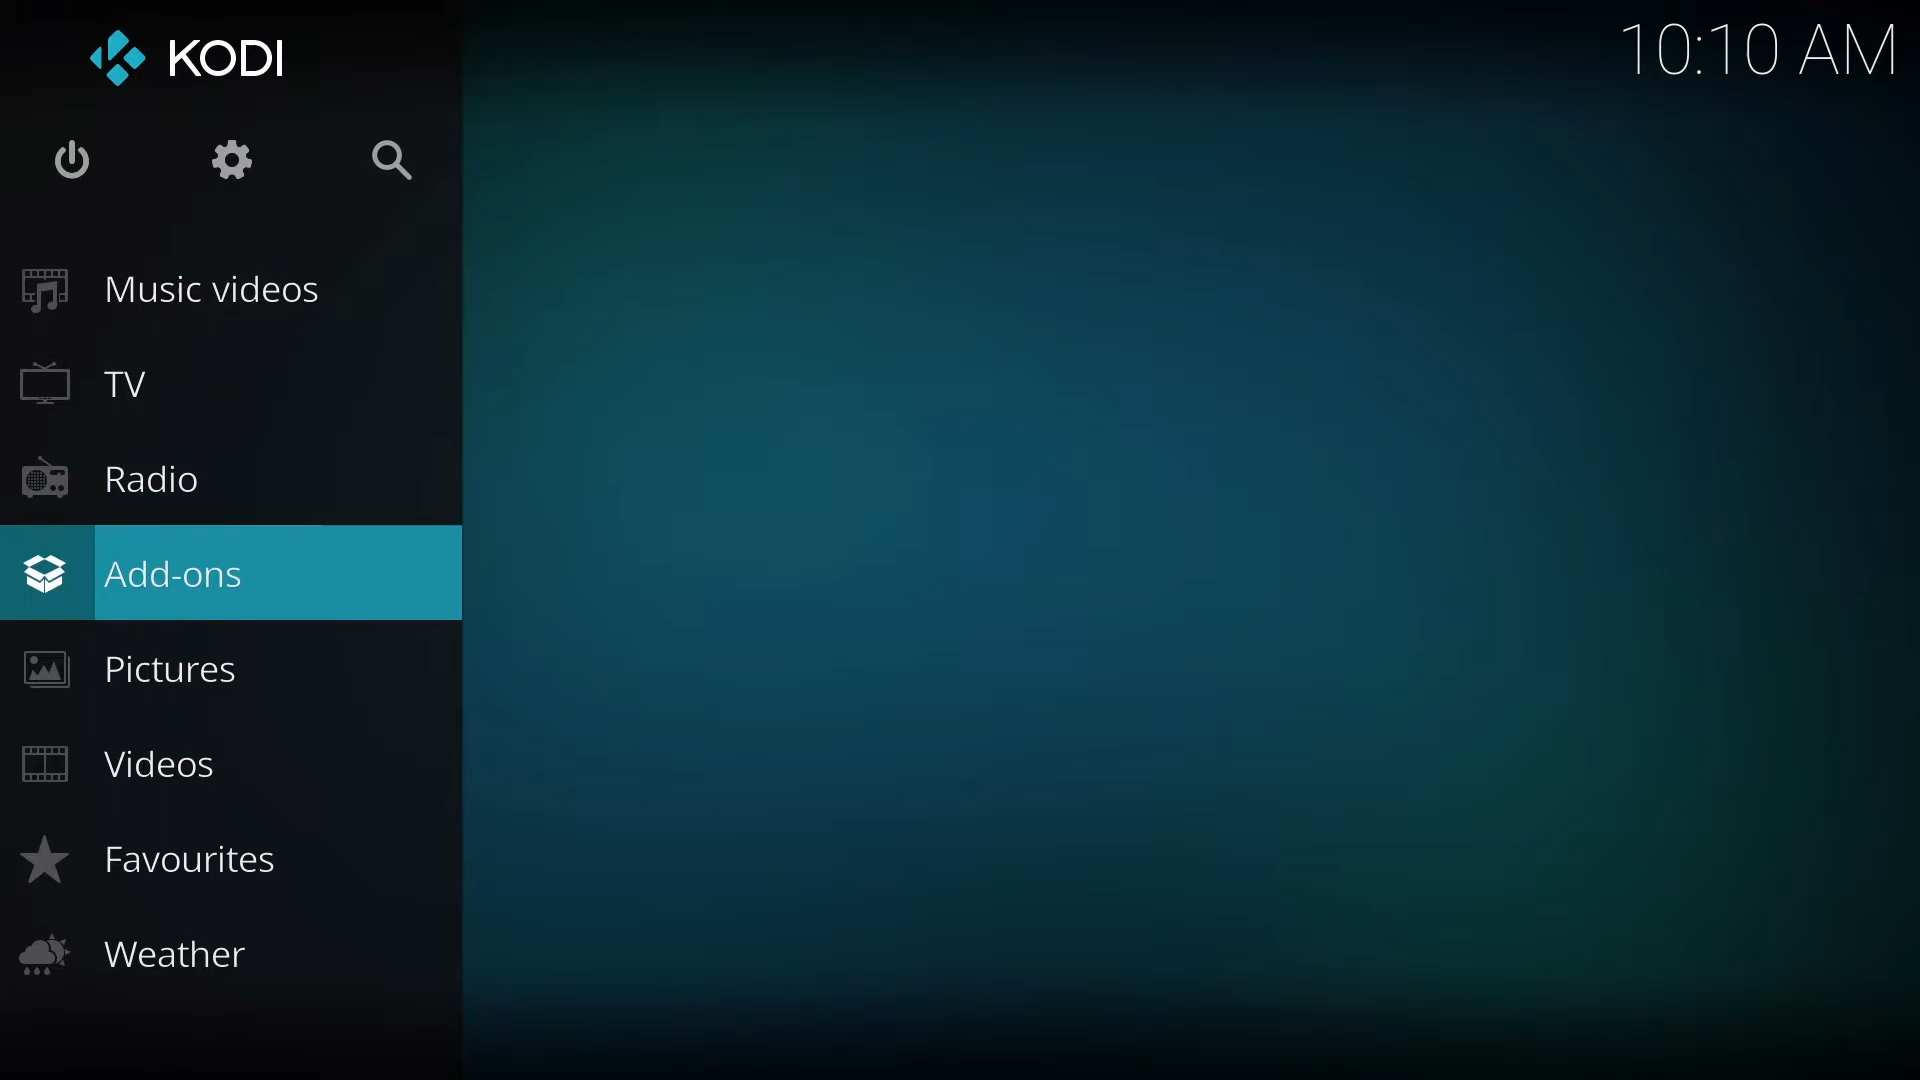 KODI
10:10 AM
Music videos
TV
Radio
Add-ons
Pictures
Videos
Favourites
Weather